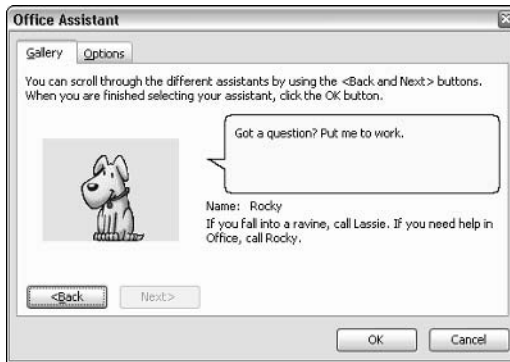 Office Assistant
Gallery Options
You can scroll through the different assistants by using the <Back and Next> buttons.
When you are finished selecting your assistant, click the OK button.
Got a question? Put me to work.
Name: Rocky
If you fall into a ravine, call Lassie. If you need help in
Office, call Rocky.
<Back Next>
OK Cancel